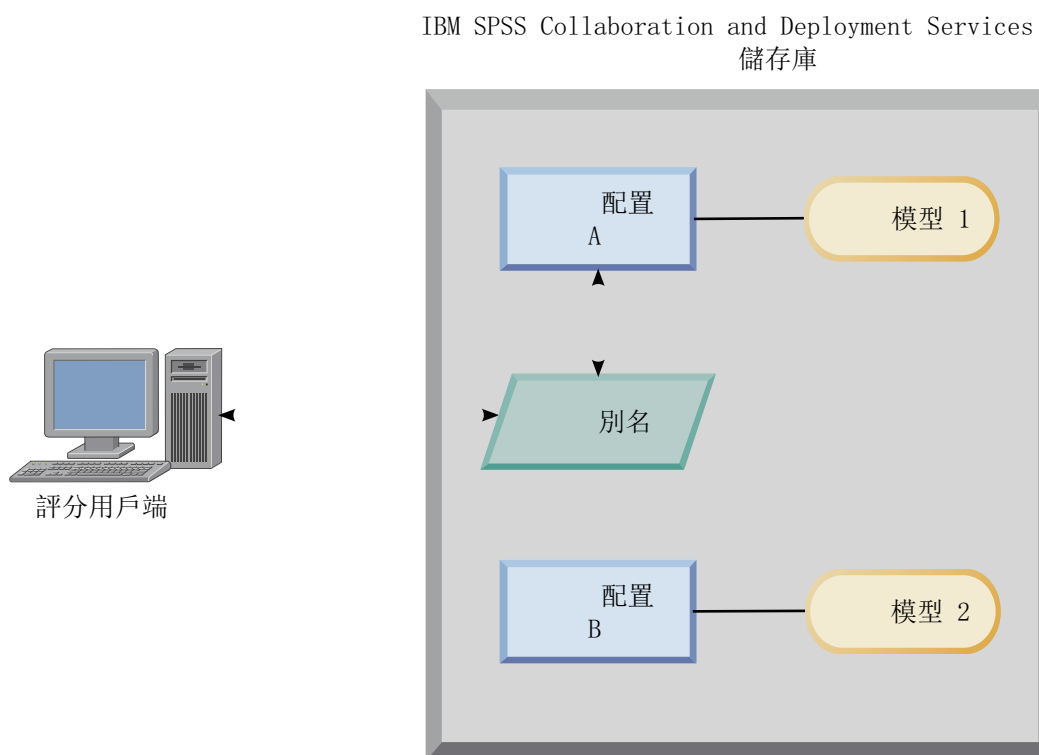 IBM SPSS Collaboration and Deployment Services
儲存庫
配置
A
模型 1
別名
評分用戶端
配置
B
模型 2